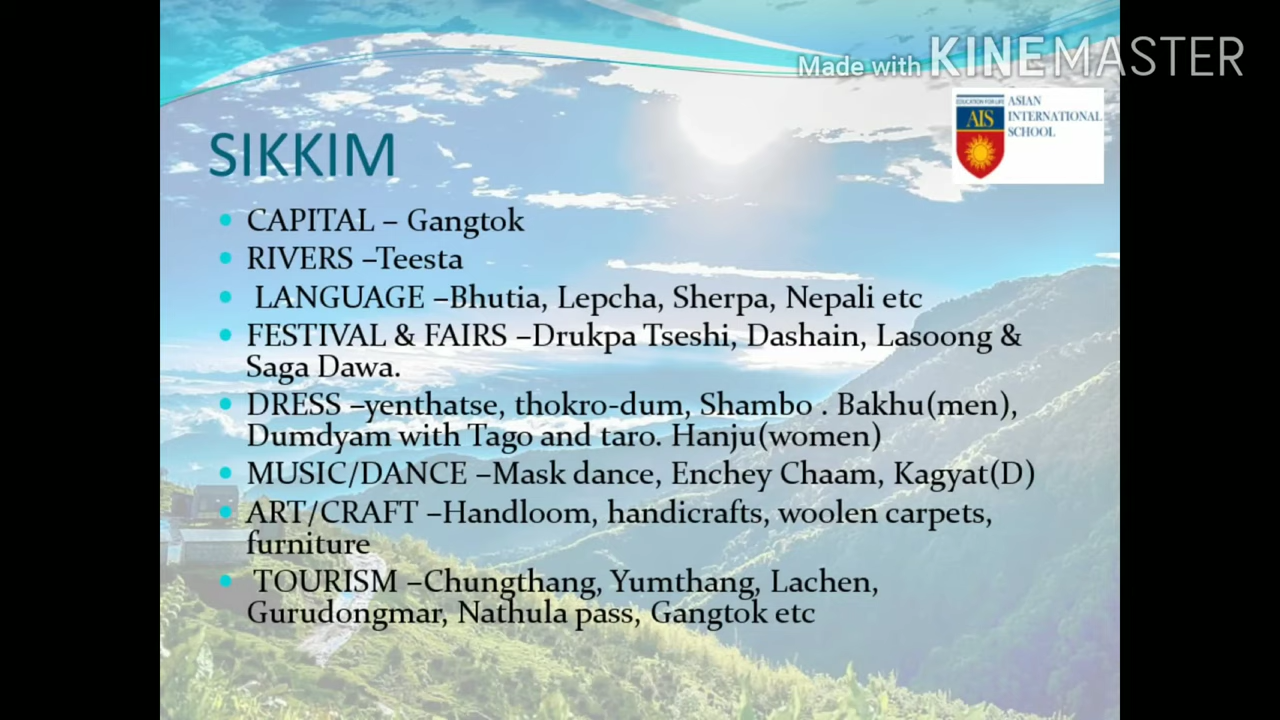 Made with KINEMASTER
EDUCATION FOR LIFE
AIS
ASIAN
INTERNATIONAL
SCHOOL
SIKKIM
CAPITAL – Gangtok
RIVERS –Teesta
LANGUAGE –Bhutia, Lepcha, Sherpa, Nepali etc
FESTIVAL & FAIRS –Drukpa Tseshi, Dashain, Lasoong &
Saga Dawa.
DRESS –yenthatse, thokro-dum, Shambo . Bakhu(men),
Dumdyam with Tago and taro. Hanju(women)
MUSIC/DANCE –Mask dance, Enchey Chaam, Kagyat(D)
ART/CRAFT –Handloom, handicrafts, woolen carpets,
furniture
TOURISM –Chungthang, Yumthang, Lachen,
Gurudongmar, Nathula pass, Gangtok etc